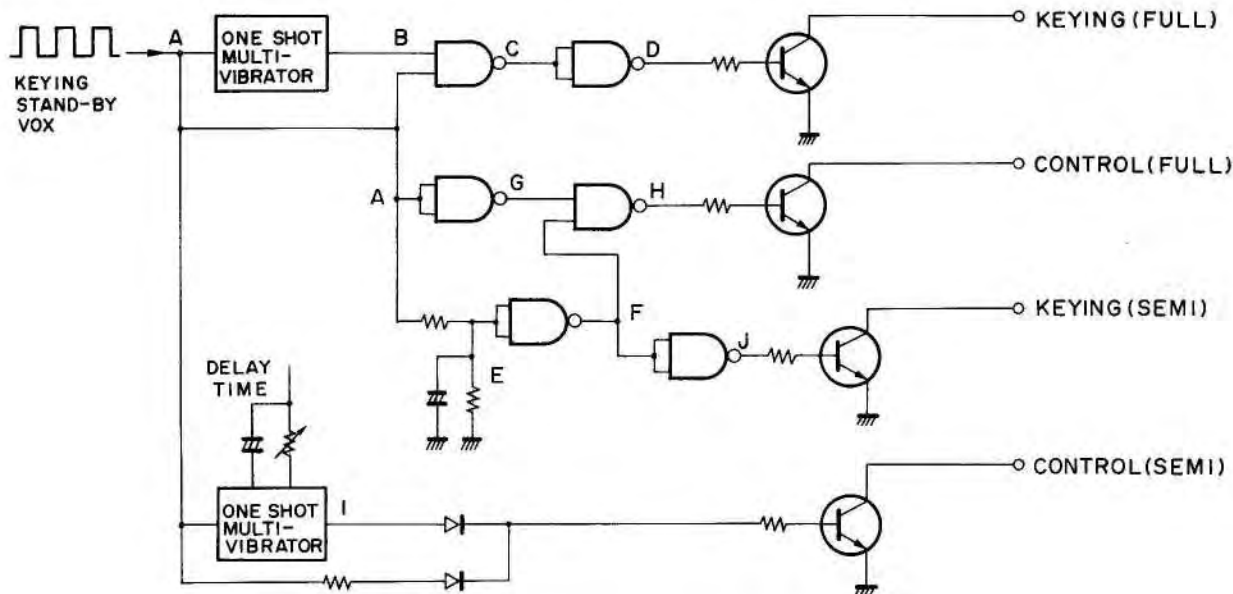 KEYING (FULL)
A
ONE SHOT
MULTI-
VIBRATOR
B
C
D
KEYING
STAND-BY
VOX
CONTROL (FULL)
A
G
H
KEYING (SEMI)
F
J
E
DELAY
TIME
CONTROL (SEMI)
ONE SHOT
MULTI-
VIBRATOR
I